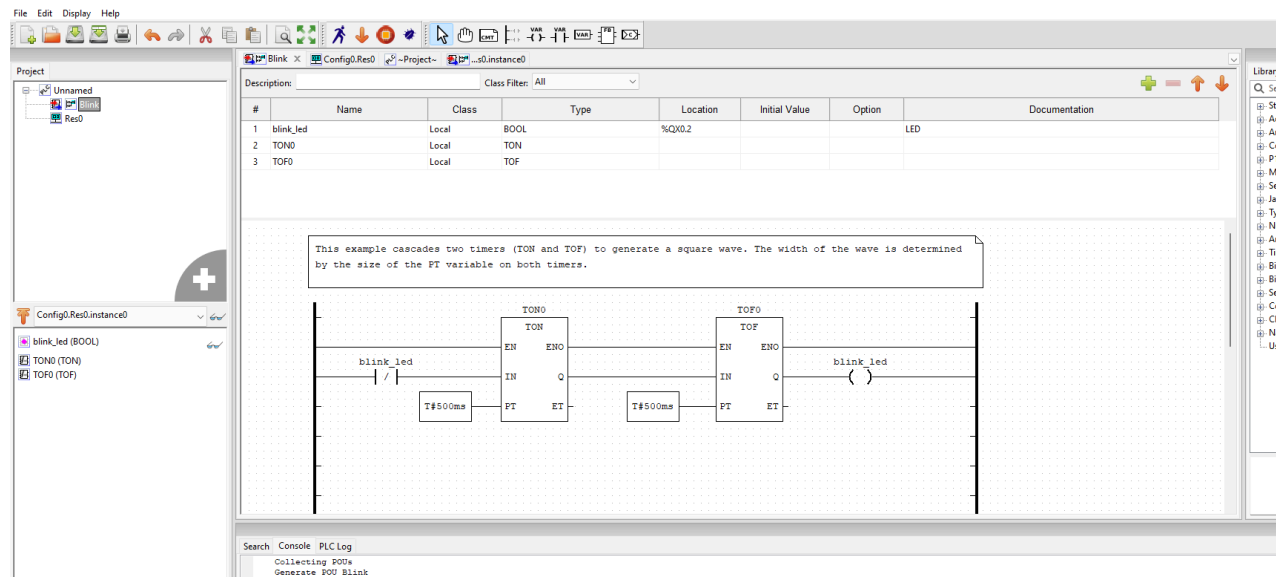 File Edit Display Help
Blink Config0.Res0 ~Project~ ...s0.instance0
Project
Unnamed
Blink
Res0
Description: Class Filter: All
# Name Class Type Location Initial Value Option Documentation
1 blink_led Local BOOL %QX0.2 LED
2 TON0 Local TON
3 TOF0 Local TOF
This example cascades two timers (TON and TOF) to generate a square wave. The width of the wave is determined
by the size of the PT variable on both timers.
TON0 TOF0
TON TOF
EN ENO EN ENO
blink_led blink_led
IN Q IN Q
T#500ms PT ET T#500ms PT ET
Config0.Res0.instance0
blink_led (BOOL)
TON0 (TON)
TOF0 (TOF)
Search Console PLC Log
Collecting POUs
Generate POU Blink